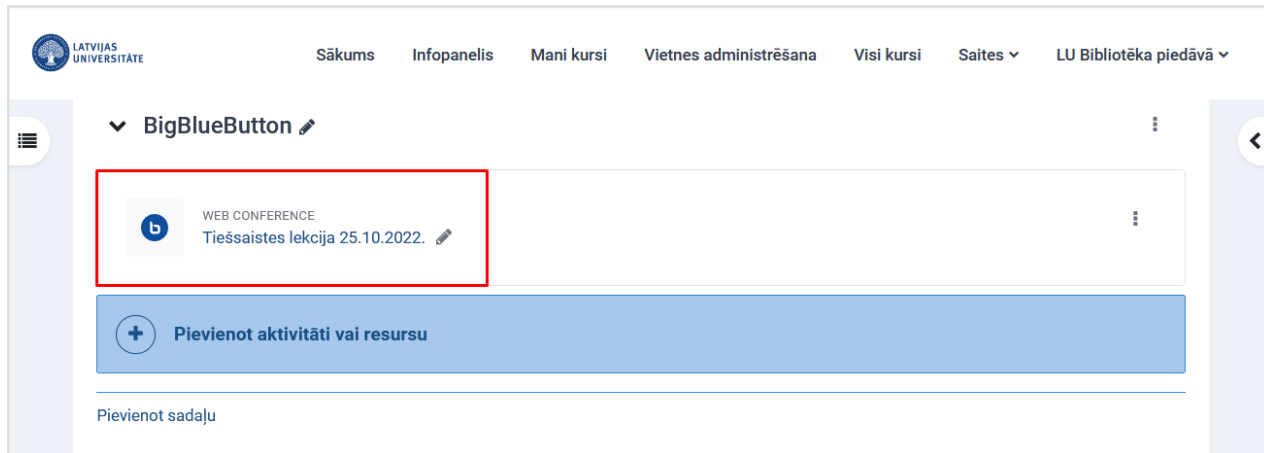 LATVIJAS
UNIVERSITĀTE
Sākums Infopanelis Mani kursi Vietnes administrēšana Visi kursi Saites LU Bibliotēka piedāvā
BigBlueButton
WEB CONFERENCE
Tiešsaistes lekcija 25.10.2022.
Pievienot aktivitāti vai resursu
Pievienot sadaļu